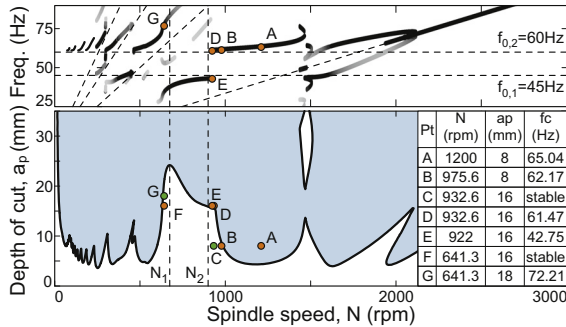 Freq. (Hz)
75
50
25
G
D
B
A
E
f0,2=60Hz
f0,1=45Hz
Depth of cut, ap (mm)
30
20
10
0
G
F
E
D
C
B
A
N1
N2
0
1000
2000
3000
Spindle speed, N (rpm)
Pt N (rpm) ap (mm) fc (Hz)
A 1200 8 65.04
B 975.6 8 62.17
C 932.6 16 stable
D 932.6 16 61.47
E 922 16 42.75
F 641.3 16 stable
G 641.3 18 72.21